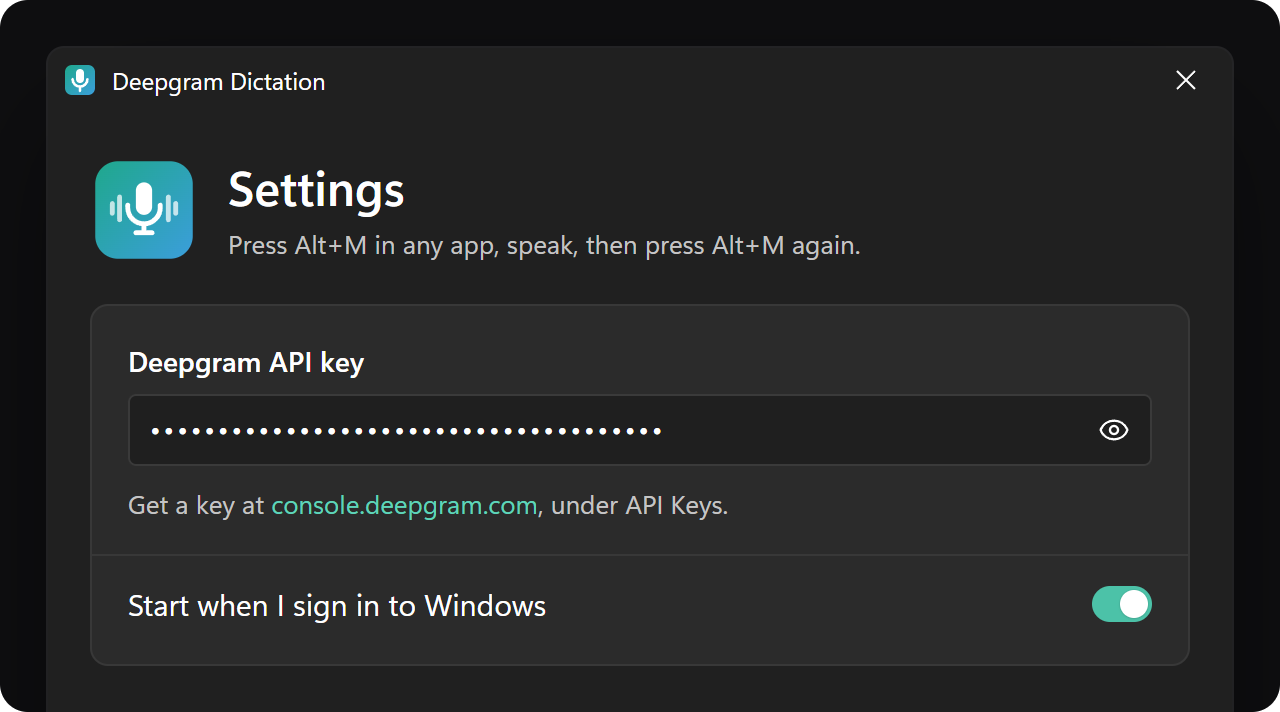 Deepgram Dictation
Settings
Press Alt+M in any app, speak, then press Alt+M again.
Deepgram API key
••••••••••••••••••••••••••••••••••••••
Get a key at console.deepgram.com, under API Keys.
Start when I sign in to Windows